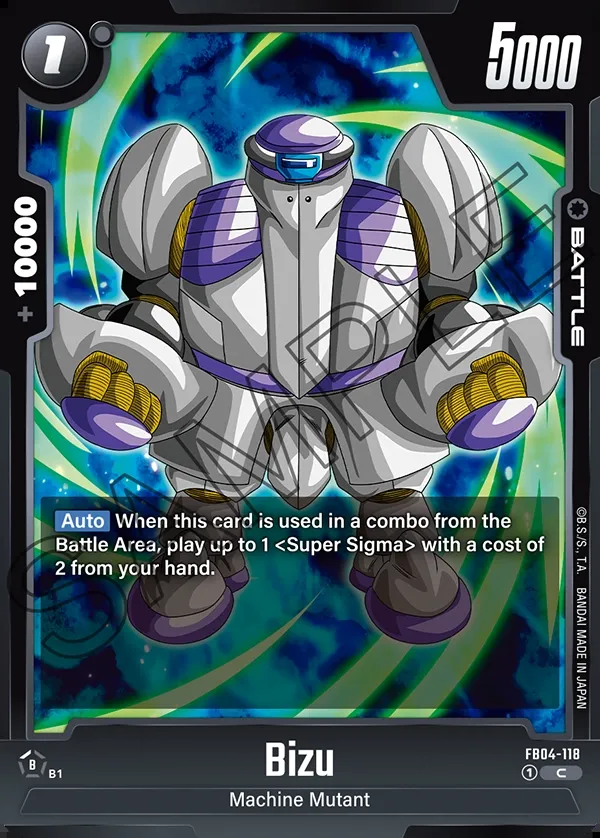 1
5000
+ 10000
BATTLE
SAMPLE
Auto When this card is used in a combo from the
Battle Area, play up to 1 <Super Sigma> with a cost of
2 from your hand.
©B.S./S., T.A. BANDAI MADE IN JAPAN
Bizu
FB04-118
B
B1
1 C
Machine Mutant